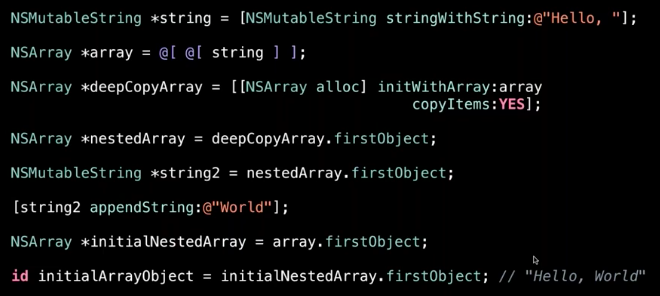 NSMutableString *string = [NSMutableString stringWithString:@"Hello, "];
NSArray *array = @[ @[ string ] ];
NSArray *deepCopyArray = [[NSArray alloc] initWithArray:array
copyItems:YES];
NSArray *nestedArray = deepCopyArray.firstObject;
NSMutableString *string2 = nestedArray.firstObject;
[string2 appendString:@"World"];
NSArray *initialNestedArray = array.firstObject;
id initialArrayObject = initialNestedArray.firstObject; // "Hello, World"